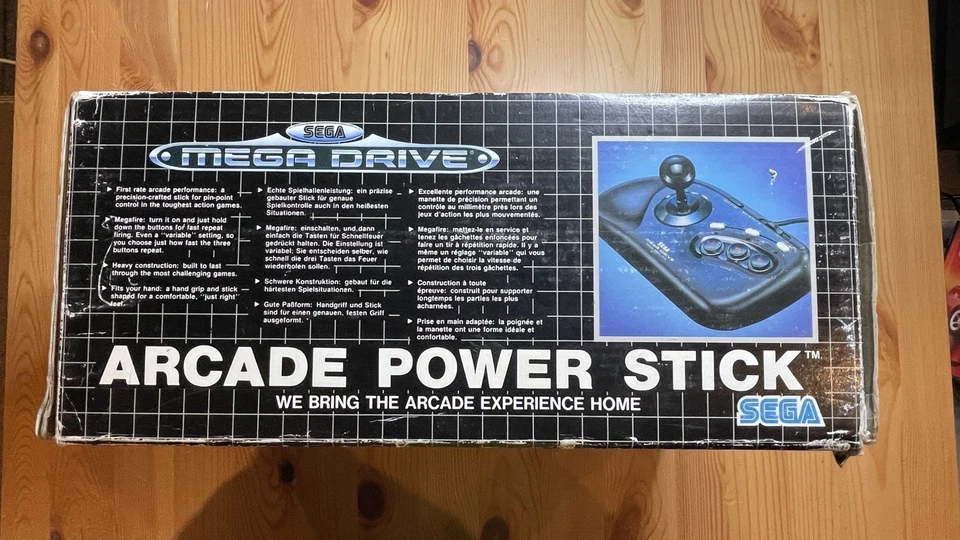 SEGA
MEGA DRIVE
First rate arcade performance: a
precision-crafted stick for pin-point
control in the toughest action games.
Megafire: turn it on and just hold
down the buttons for fast repeat
firing. Even a "variable" setting, so
you choose just how fast the three
buttons repeat.
Heavy construction: built to last
through the most challenging games.
Fits your hand: a hand grip and stick
shaped for a comfortable, "just right"
feel.
Echte Spielhallenleistung: ein präzise
gebauter Stick für genaue
Spielkontrolle auch in den heißesten
Situationen.
Megafire: einschalten, und dann
einfach die Tasten für Schnellfeuer
gedrückt halten. Die Einstellung ist
variabel; Sie entscheiden selber, wie
schnell die drei Tasten das Feuer
wiederholen sollen.
Schwere Konstruktion: gebaut für die
härtesten Spielsituationen.
Gute Paßform: Handgriff und Stick
sind für einen genauen, festen Griff
ausgeformt.
Excellente performance arcade: une
manette de précision permettant un
contrôle au millimètre près lors des
jeux d'action les plus mouvementés.
Megafire: mettez-le en service et
tenez les gâchettes enfoncées pour
faire un tir à répétition rapide. Il y a
même un réglage "variable" qui vous
permet de choisir la vitesse de
répétition des trois gâchettes.
Construction à toute
épreuve: construit pour supporter
longtemps les parties les plus
acharnées.
Prise en main adaptée: la poignée et
la manette ont une forme idéale et
confortable.
ARCADE POWER STICK™
WE BRING THE ARCADE EXPERIENCE HOME
SEGA